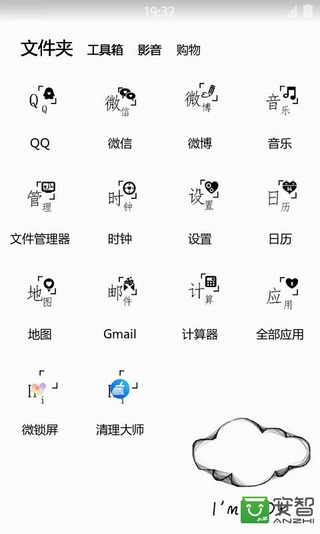 19:32
文件夹 工具箱 影音 购物
Q Q 微信 微博 音乐
QQ 微信 微博 音乐
管理 时钟 设置 日历
文件管理器 时钟 设置 日历
地图 邮件 计算 应用
地图 Gmail 计算器 全部应用
微锁屏 清理大师
I'm
安智
ANZHI